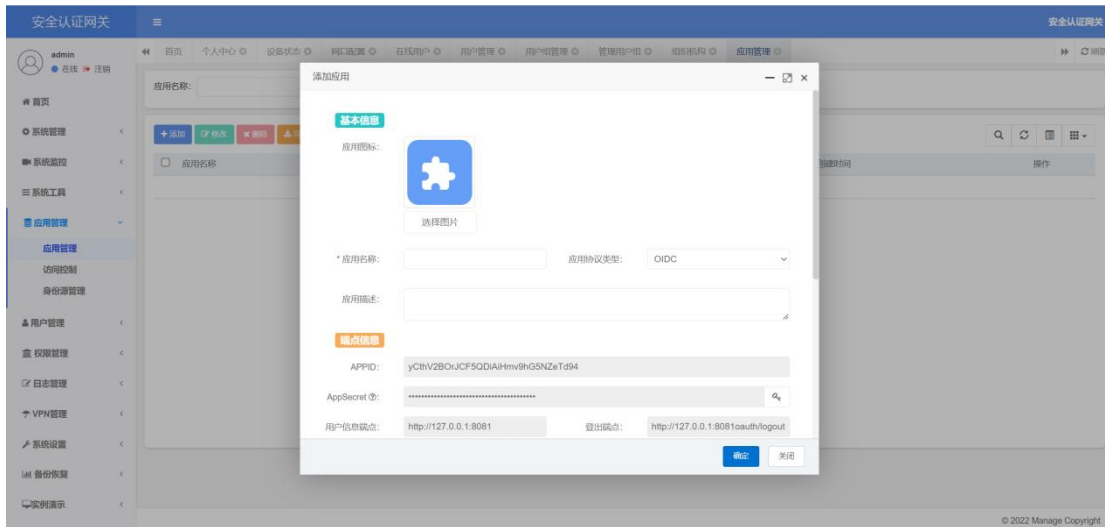 安全认证网关
安全认证网关
admin
在线 注销
首页 个人中心 设备状态 网口配置 在线用户 用户管理 用户组管理 管理用户组 组织机构 应用管理
首页
系统管理
系统监控
系统工具
应用管理
应用管理
访问控制
身份源管理
用户管理
权限管理
日志管理
VPN管理
系统设置
备份恢复
实例演示
应用名称:
添加 修改 删除
应用名称 创建时间 操作
添加应用
基本信息
应用图标:
选择图片
* 应用名称: 应用协议类型: OIDC
应用描述:
端点信息
APPID: yCthV2BOrJCF5QDiAiHmv9hG5NZeTd94
AppSecret ?:
用户信息端点: http://127.0.0.1:8081 登出端点: http://127.0.0.1:8081oauth/logout
确定 关闭
© 2022 Manage Copyright